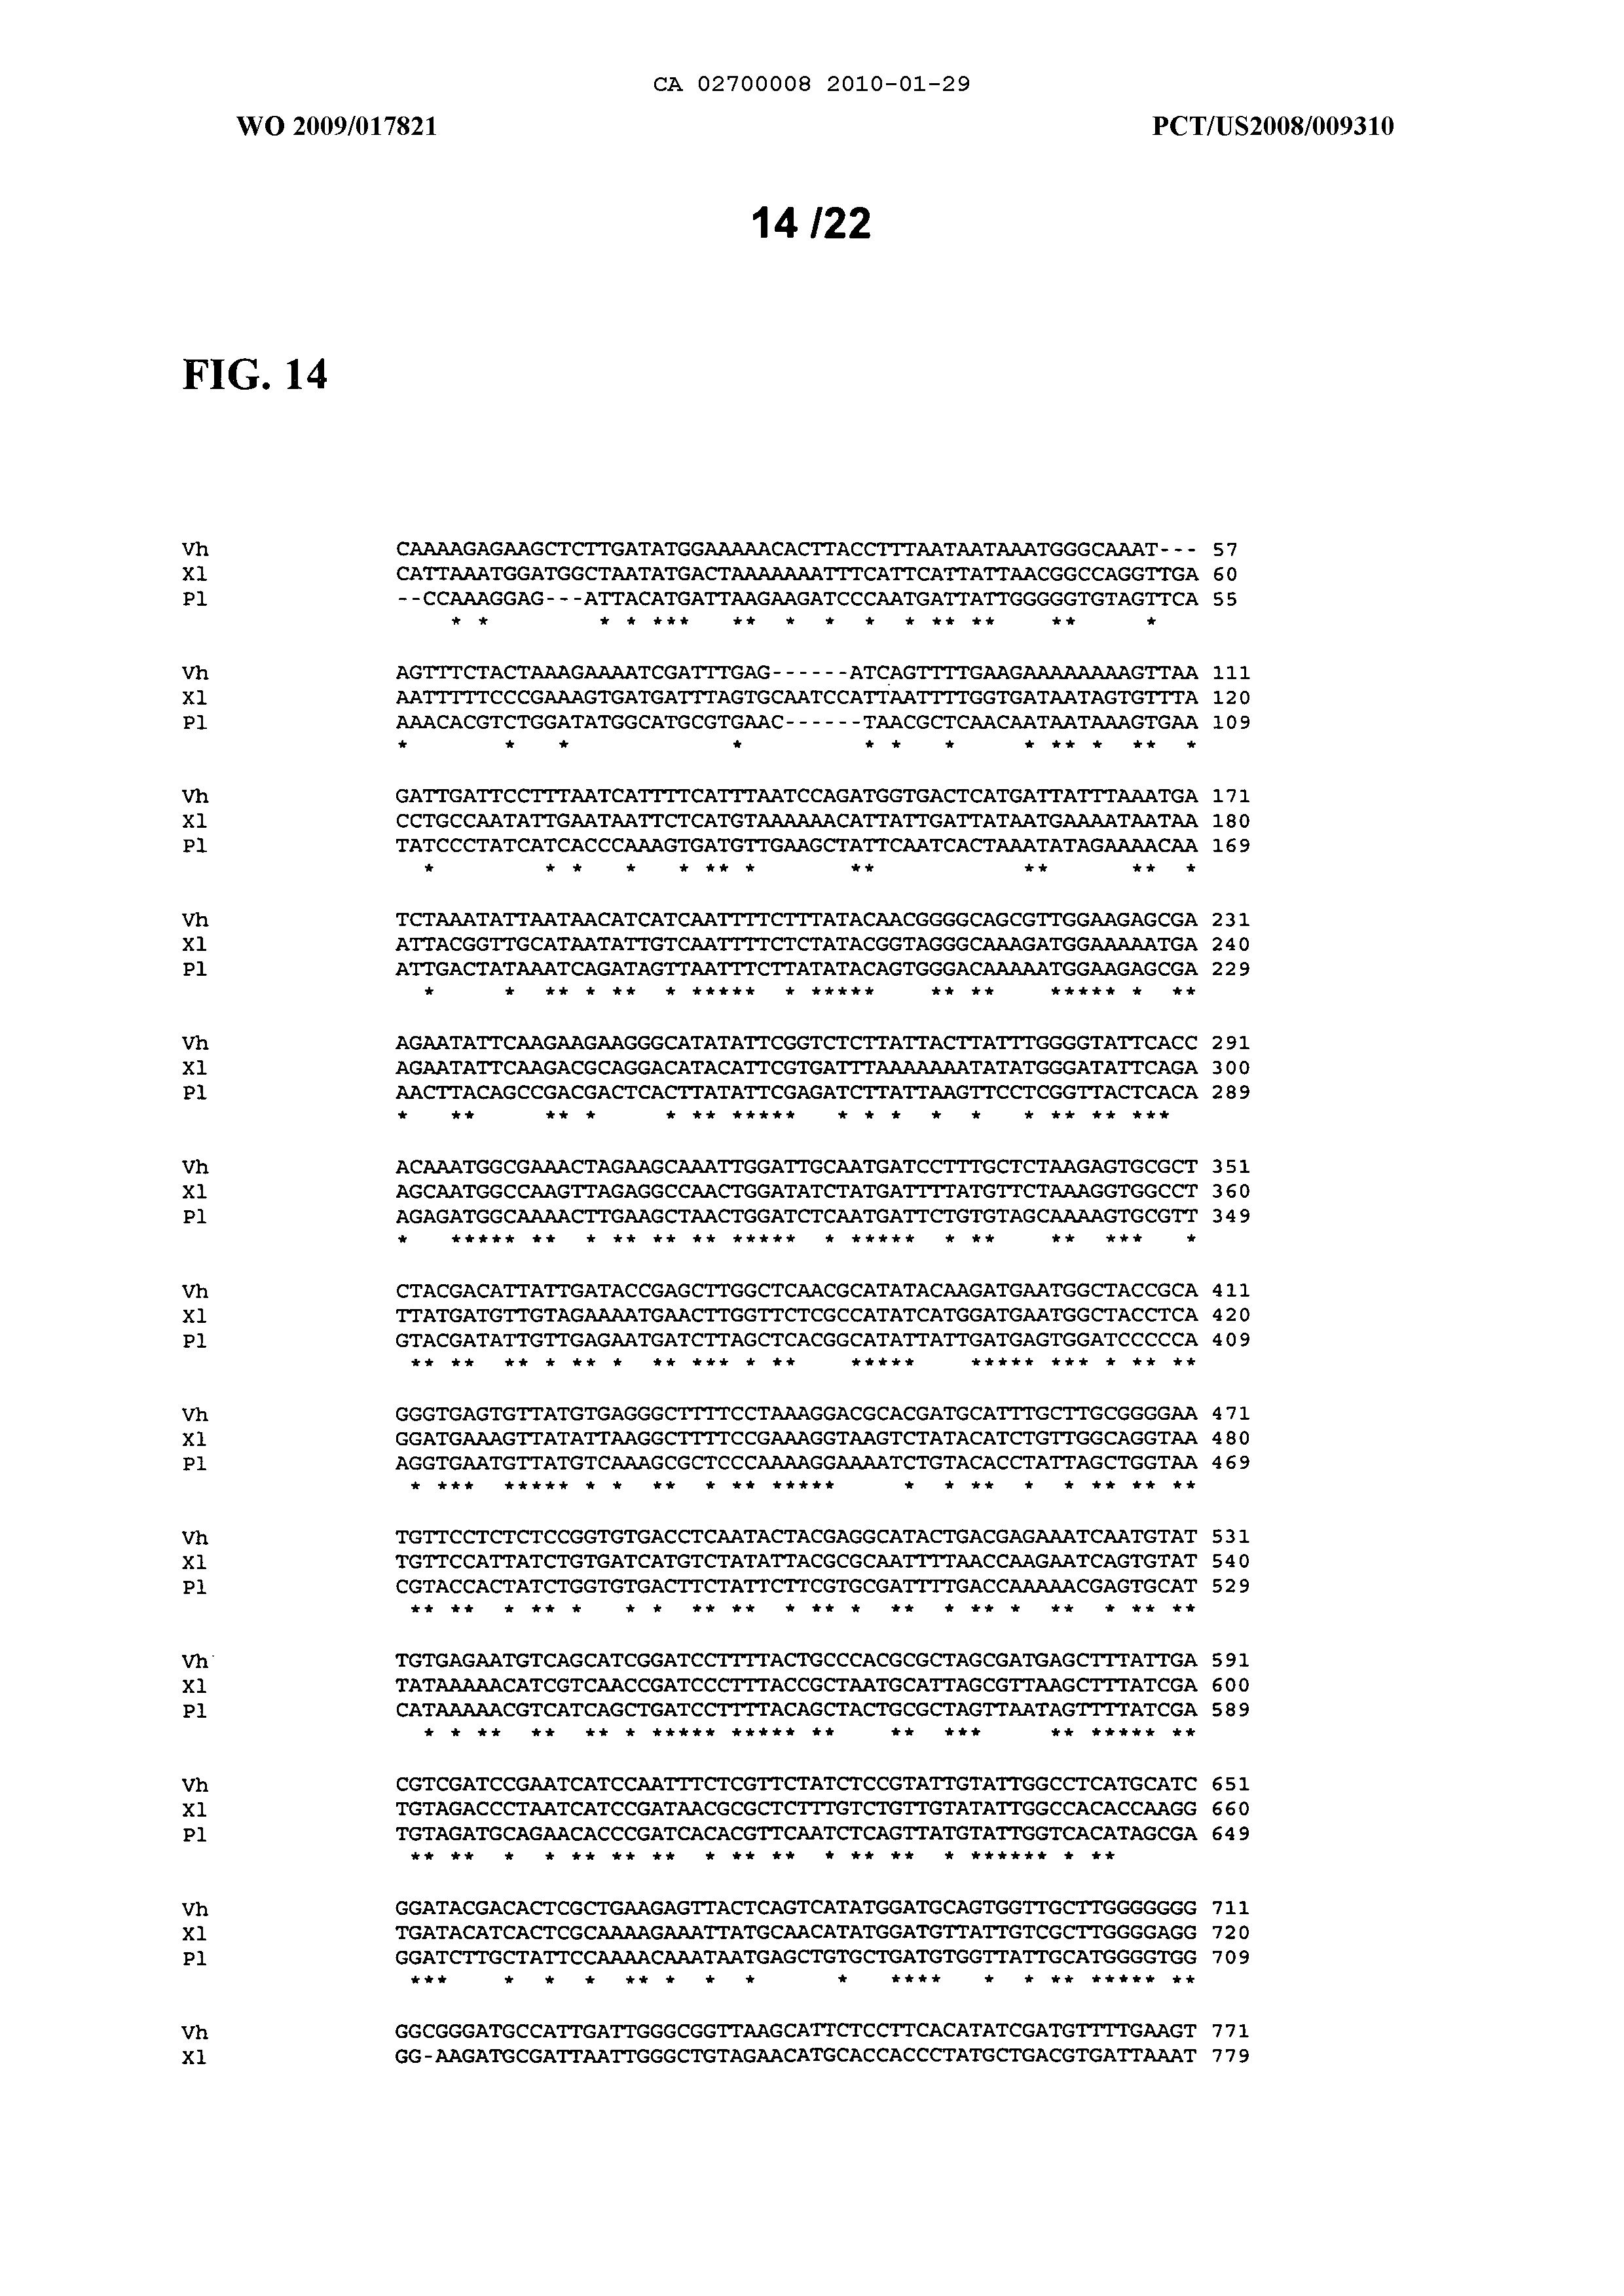 CA 02700008 2010-01-29
WO 2009/017821 PCT/US2008/009310
14 /22
FIG. 14
Vh CAAAAGAGAAGCTCTTGATATGGAAAAACACTTACCTTTAATAATAAATGGGCAAAT--- 57
Xl CATTAAATGGATGGCTAATATGACTAAAAAAATTTCATTCATTATTAACGGCCAGGTTGA 60
Pl --CCAAAGGAG---ATTACATGATTAAGAAGATCCCAATGATTATTGGGGGTGTAGTTCA 55
* * * * *** ** * * * * ** ** ** *
Vh AGTTTCTACTAAAGAAAATCGATTTGAG------ATCAGTTTTGAAGAAAAAAAAGTTAA 111
Xl AATTTTTCCCGAAAGTGATGATTTAGTGCAATCCATTAATTTTGGTGATAATAGTGTTTA 120
Pl AAACACGTCTGGATATGGCATGCGTGAAC------TAACGCTCAACAATAATAAAGTGAA 109
* * * * * * * * ** * ** *
Vh GATTGATTCCTTTAATCATTTTCATTTAATCCAGATGGTGACTCATGATTATTTAAATGA 171
Xl CCTGCCAATATTGAATAATTCTCATGTAAAAAACATTATTGATTATAATGAAAATAATAA 180
Pl TATCCCTATCATCACCCAAAGTGATGTTGAAGCTATTCAATCACTAAATATAGAAAACAA 169
* * * * * ** * ** ** ** *
Vh TCTAAATATTAATAACATCATCAATTTTCTTTATACAACGGGGCAGCGTTGGAAGAGCGA 231
Xl ATTACGGTTGCATAATATTGTCAATTTTCTCTATACGGTAGGGCAAAGATGGAAAAATGA 240
Pl ATTGACTATAAATCAGATAGTTAATTTCTTATATACAGTGGGACAAAAATGGAAGAGCGA 229
* * ** * ** * ***** * ***** ** ** ***** * **
Vh AGAATATTCAAGAAGAAGGGCATATATTCGGTCTCTTATTACTTATTTGGGGTATTCACC 291
Xl AGAATATTCAAGACGCAGGACATACATTCGTGATTTAAAAAAATATATGGGATATTCAGA 300
Pl AACTTACAGCCGACGACTCACTTATATTCGAGATCTTATTAAGTTCCTCGGTTACTCACA 289
* ** ** * * ** ***** * * * * * * ** ** ***
Vh ACAAATGGCGAAACTAGAAGCAAATTGGATTGCAATGATCCTTTGCTCTAAGAGTGCGCT 351
Xl AGCAATGGCCAAGTTAGAGGCCAACTGGATATCTATGATTTTATGTTCTAAAGGTGGCCT 360
Pl AGAGATGGCAAAACTTGAAGCTAACTGGATCTCAATGATTCTGTGTAGCAAAAGTGCGTT 349
* ***** ** * ** ** ** ***** * ***** * ** ** *** *
Vh CTACGACATTATTGATACCGAGCTTGGCTCAACGCATATACAAGATGAATGGCTACCGCA 411
Xl TTATGATGTTGTAGAAAATGAACTTGGTTCTCGCCATATCATGGATGAATGGCTACCTCA 420
Pl GTACGATATTGTTGAGAATGATCTTAGCTCACGGCATATTATTGATGAGTGGATCCCCCA 409
** ** ** * ** * ** *** * ** ***** ***** *** * ** **
Vh GGGTGAGTGTTATGTGAGGGCTTTTCCTAAAGGACGCACGATGCATTTGCTTGCGGGGAA 471
Xl GGATGAAAGTTATATTAAGGCTTTTCCGAAAGGTAAGTCTATACATCTGTTGGCAGGTAA 480
Pl AGGTGAATGTTATGTCAAAGCGCTCCCAAAAGGAAAATCTGTACACCTATTAGCTGGTAA 469
* *** ***** * * ** * ** ***** * * ** * * ** ** **
Vh TGTTCCTCTCTCCGGTGTGACCTCAATACTACGAGGCATACTGACGAGAAATCAATGTAT 531
Xl TGTTCCATTATCTGTGATCATGTCTATATTACGCGCAATTTTAACCAAGAATCAGTGTAT 540
Pl CGTACCACTATCTGGTGTGACTTCTATTCTTCGTGCGATTTTGACCAAAAACGAGTGCAT 529
** ** * ** * * * ** ** * ** * ** * ** * ** * ** **
Vh TGTGAGAATGTCAGCATCGGATCCTTTTACTGCCCACGCGCTAGCGATGAGCTTTATTGA 591
Xl TATAAAAACATCGTCAACCGATCCCTTTACCGCTAATGCATTAGCGTTAAGCTTTATCGA 600
Pl CATAAAAACGTCATCAGCTGATCCTTTTACAGCTACTGCGCTAGTTAATAGTTTTATCGA 589
* * ** ** ** * ***** ***** ** ** *** ** ***** **
Vh CGTCGATCCGAATCATCCAATTTCTCGTTCTATCTCCGTATTGTATTGGCCTCATGCATC 651
Xl TGTAGACCCTAATCATCCGATAACGCGCTCTTTGTCTGTTGTATATTGGCCACACCAAGG 660
Pl TGTAGATGCAGAACACCCGATCACACGTTCAATCTCAGTTATGTATTGGTCACATAGCGA 649
** ** * * ** ** ** * ** ** * ** ** * ****** * **
Vh GGATACGACACTCGCTGAAGAGTTACTCAGTCATATGGATGCAGTGGTTGCTTGGGGGGG 711
Xl TGATACATCACTCGCAAAAGAAATTATGCAACATATGGATGTTATTGTCGCTTGGGGAGG 720
Pl GGATCTTGCTATTCCAAAACAAATAATGAGCTGTGCTGATGTGGTTATTGCATGGGGTGG 709
*** * * * ** * * * * **** * * ** ***** **
Vh GGCGGGATGCCATTGATTGGGCGGTTAAGCATTCTCCTTCACATATCGATGTTTTGAAGT 771
Xl GG-AAGATGCGATTAATTGGGCTGTAGAACATGCACCACCCTATGCTGACGTGATTAAAT 779